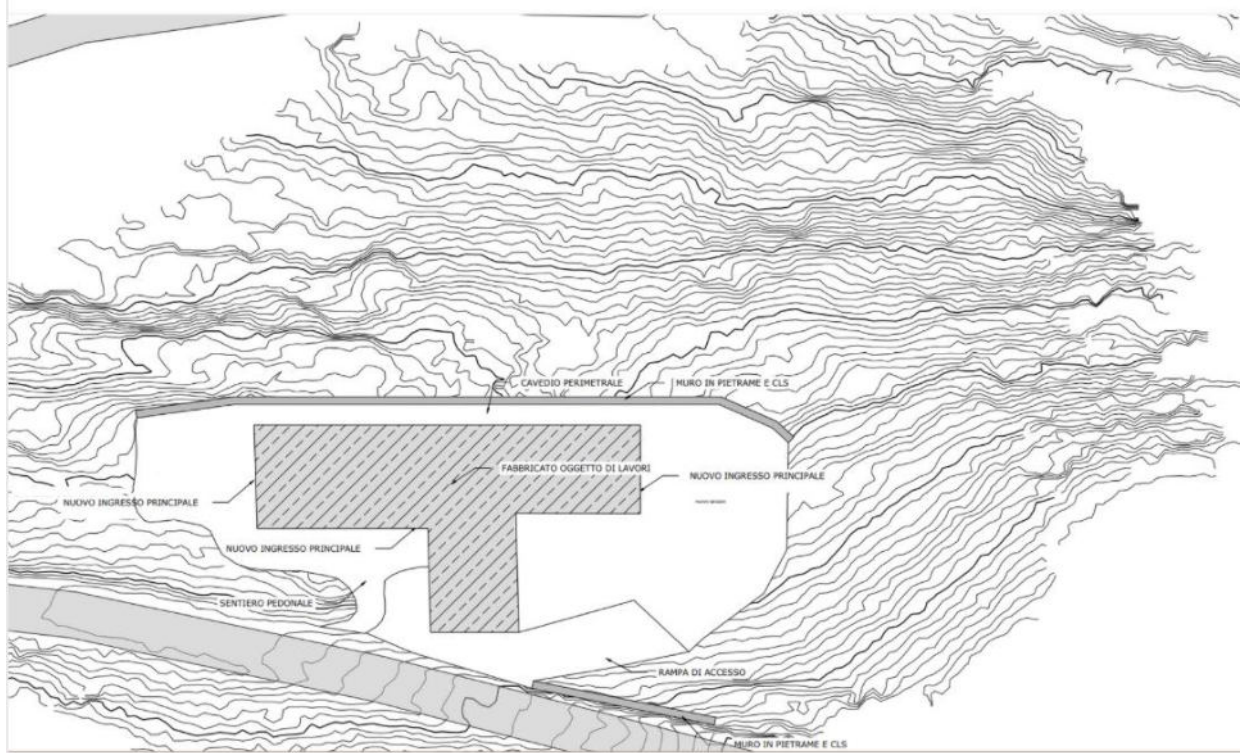 CAVEDIO PERIMETRALE
MURO IN PIETRAME E CLS
FABBRICATO OGGETTO DI LAVORI
NUOVO INGRESSO PRINCIPALE
NUOVO INGRESSO PRINCIPALE
NUOVO INGRESSO PRINCIPALE
SENTIERO PEDONALE
RAMPA DI ACCESSO
MURO IN PIETRAME E CLS